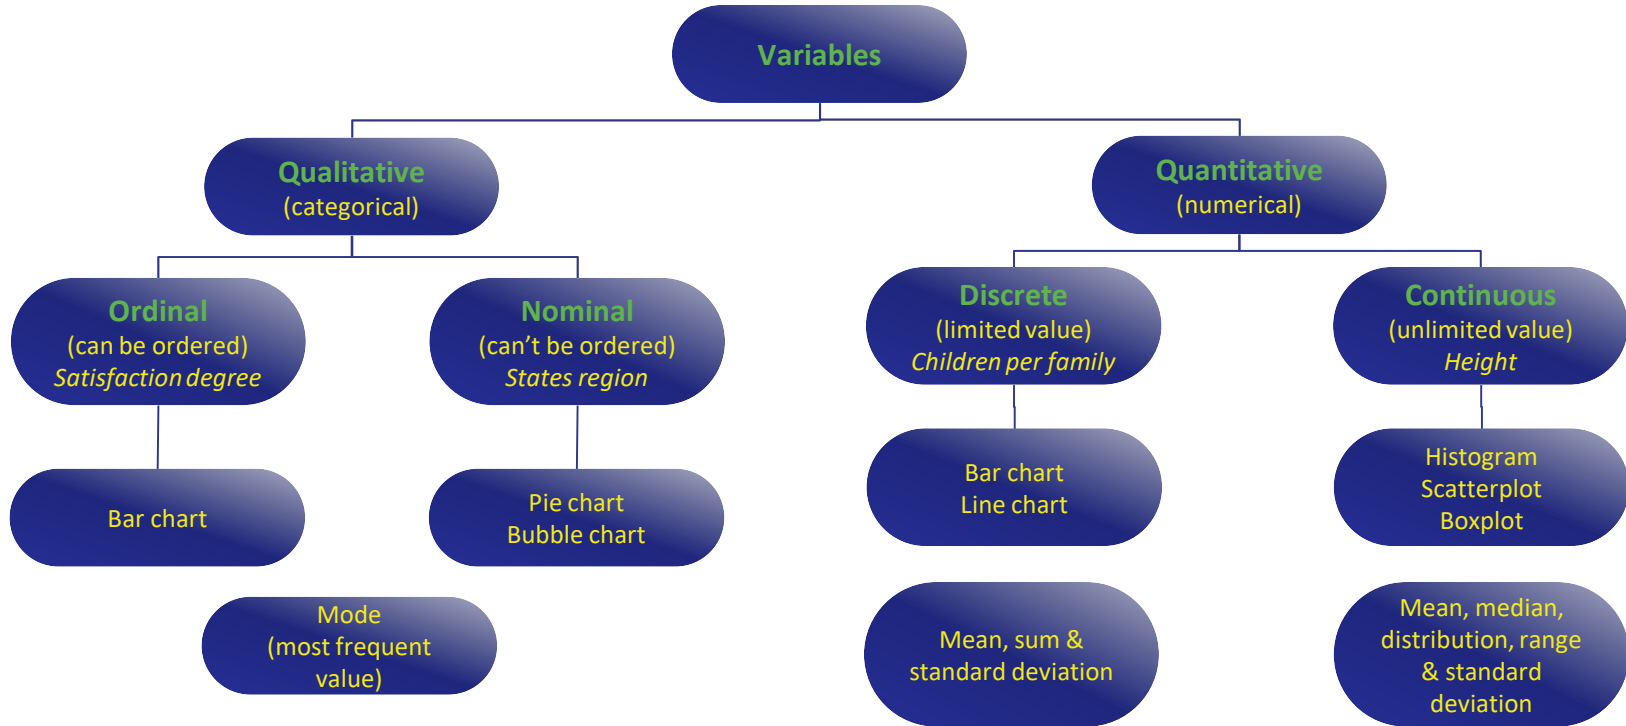 Variables
Qualitative
(categorical)
Quantitative
(numerical)
Ordinal
(can be ordered)
Satisfaction degree
Nominal
(can’t be ordered)
States region
Discrete
(limited value)
Children per family
Continuous
(unlimited value)
Height
Bar chart
Pie chart
Bubble chart
Bar chart
Line chart
Histogram
Scatterplot
Boxplot
Mode
(most frequent
value)
Mean, sum &
standard deviation
Mean, median,
distribution, range
& standard
deviation